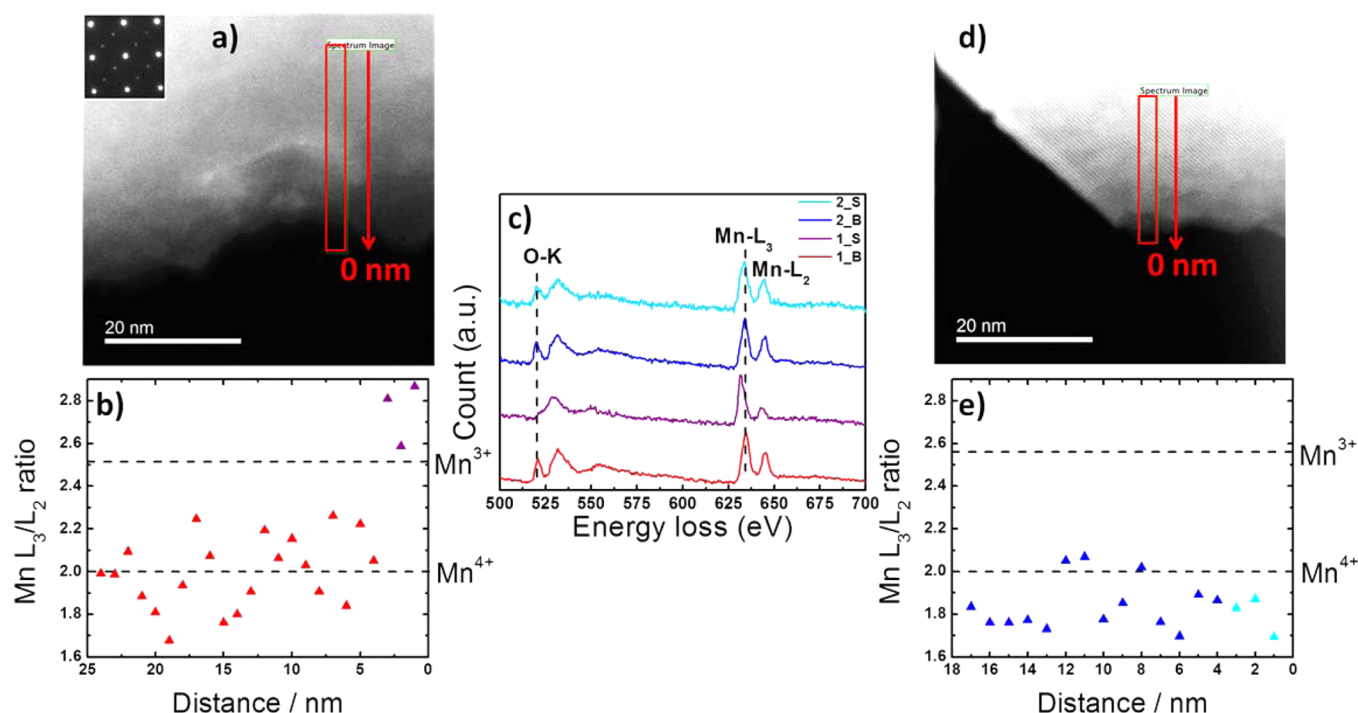 a)
Spectrum Image
0 nm
20 nm
d)
Spectrum Image
0 nm
20 nm
c)
2_S
2_B
1_S
1_B
O-K
Mn-L3
Mn-L2
Count (a.u.)
500 525 550 575 600 625 650 675 700
Energy loss (eV)
b)
2.8
2.6
2.4
2.2
2.0
1.8
1.6
Mn L3/L2 ratio
Mn3+
Mn4+
25 20 15 10 5 0
Distance / nm
e)
2.8
2.6
2.4
2.2
2.0
1.8
1.6
Mn L3/L2 ratio
Mn3+
Mn4+
18 16 14 12 10 8 6 4 2 0
Distance / nm